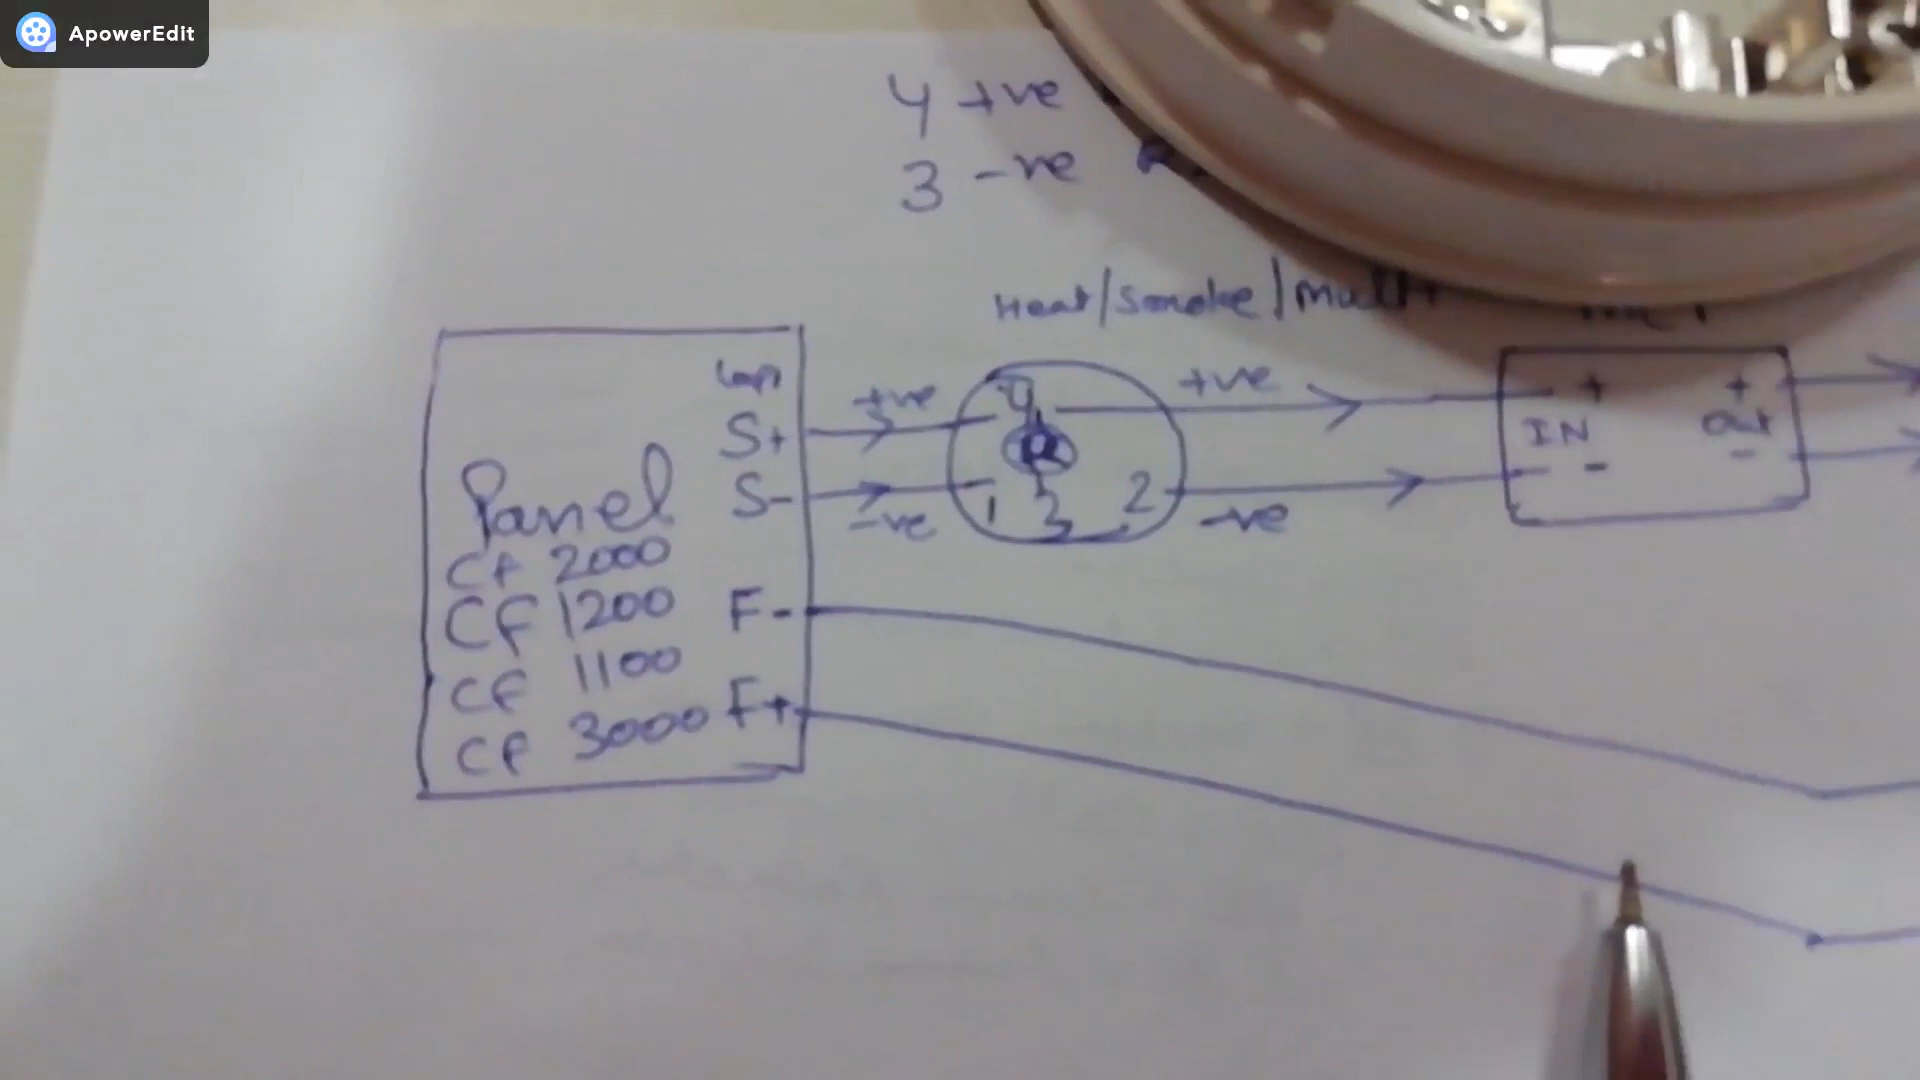 ApowerEdit
4 +ve
3 -ve
Heat/Smoke/Multi
Loop
S+
S-
+ve
-ve
4
R
1 3 2
+ve
-ve
+ +
IN Out
- -
Panel
CF 2000
CF 1200
CF 1100
CF 3000
F-
F+